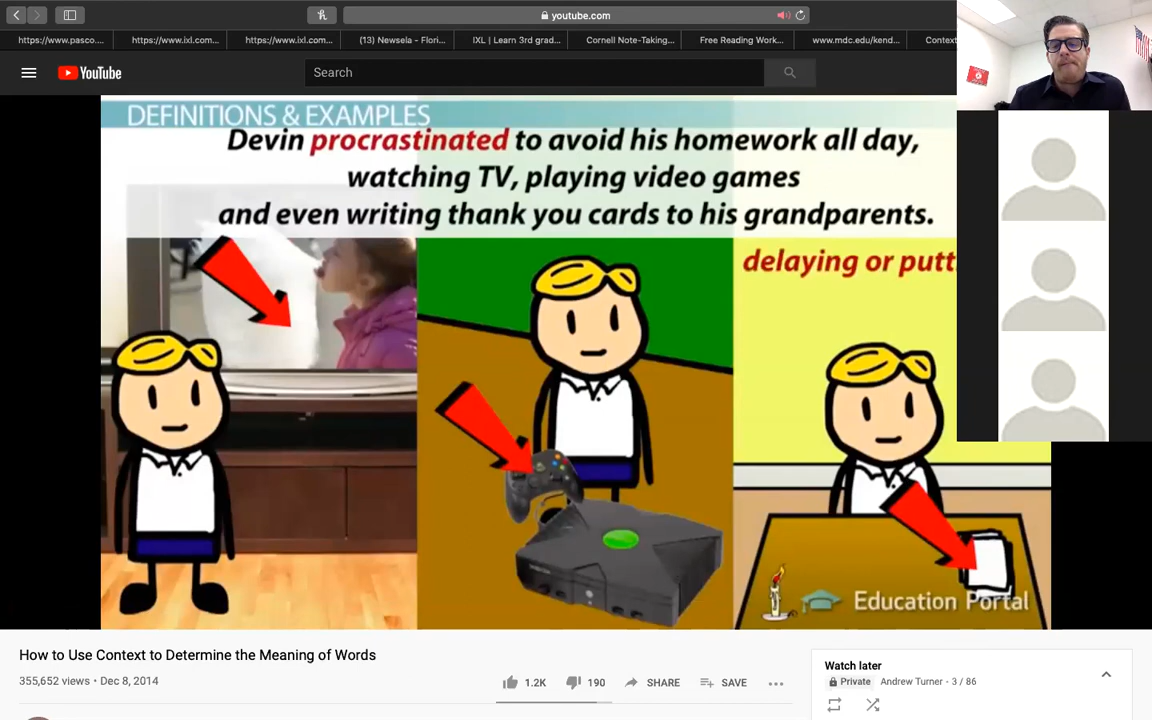 youtube.com
https://www.pasco....
https://www.ixl.com...
https://www.ixl.com...
(13) Newsela - Flori...
IXL | Learn 3rd grad...
Cornell Note-Taking...
Free Reading Work...
www.mdc.edu/kend...
Context
YouTube
Search
DEFINITIONS & EXAMPLES
Devin procrastinated to avoid his homework all day,
watching TV, playing video games
and even writing thank you cards to his grandparents.
delaying or putt
Education Portal
How to Use Context to Determine the Meaning of Words
355,652 views • Dec 8, 2014
1.2K
190
SHARE
SAVE
Watch later
Private Andrew Turner - 3 / 86